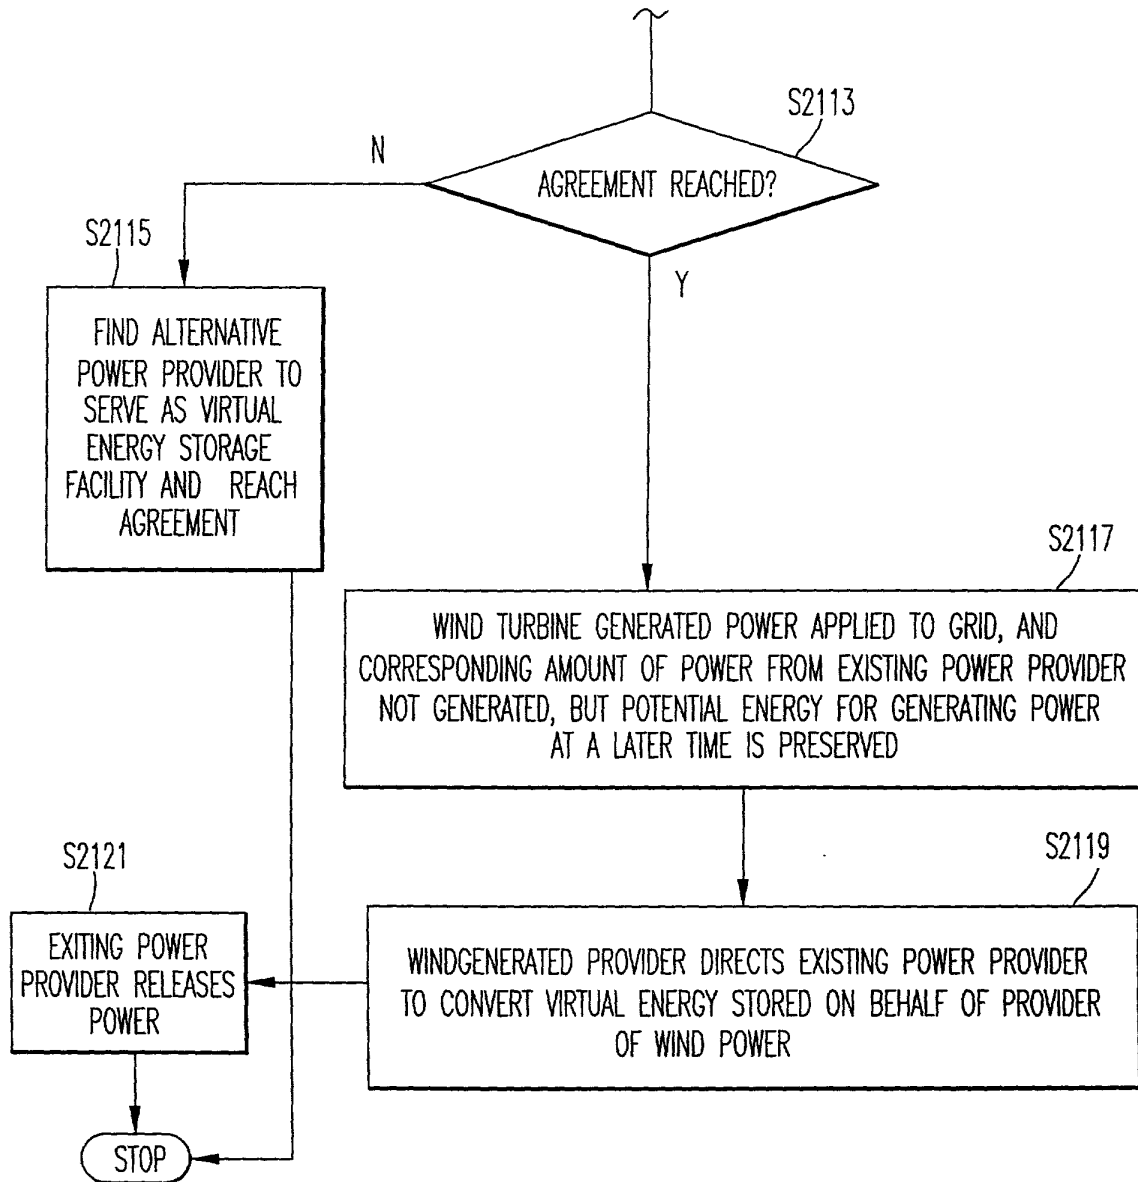 S2113
N
AGREEMENT REACHED?
S2115
Y
FIND ALTERNATIVE
POWER PROVIDER TO
SERVE AS VIRTUAL
ENERGY STORAGE
FACILITY AND REACH
AGREEMENT
S2117
WIND TURBINE GENERATED POWER APPLIED TO GRID, AND
CORRESPONDING AMOUNT OF POWER FROM EXISTING POWER PROVIDER
NOT GENERATED, BUT POTENTIAL ENERGY FOR GENERATING POWER
AT A LATER TIME IS PRESERVED
S2119
WINDGENERATED PROVIDER DIRECTS EXISTING POWER PROVIDER
TO CONVERT VIRTUAL ENERGY STORED ON BEHALF OF PROVIDER
OF WIND POWER
S2121
EXITING POWER
PROVIDER RELEASES
POWER
STOP